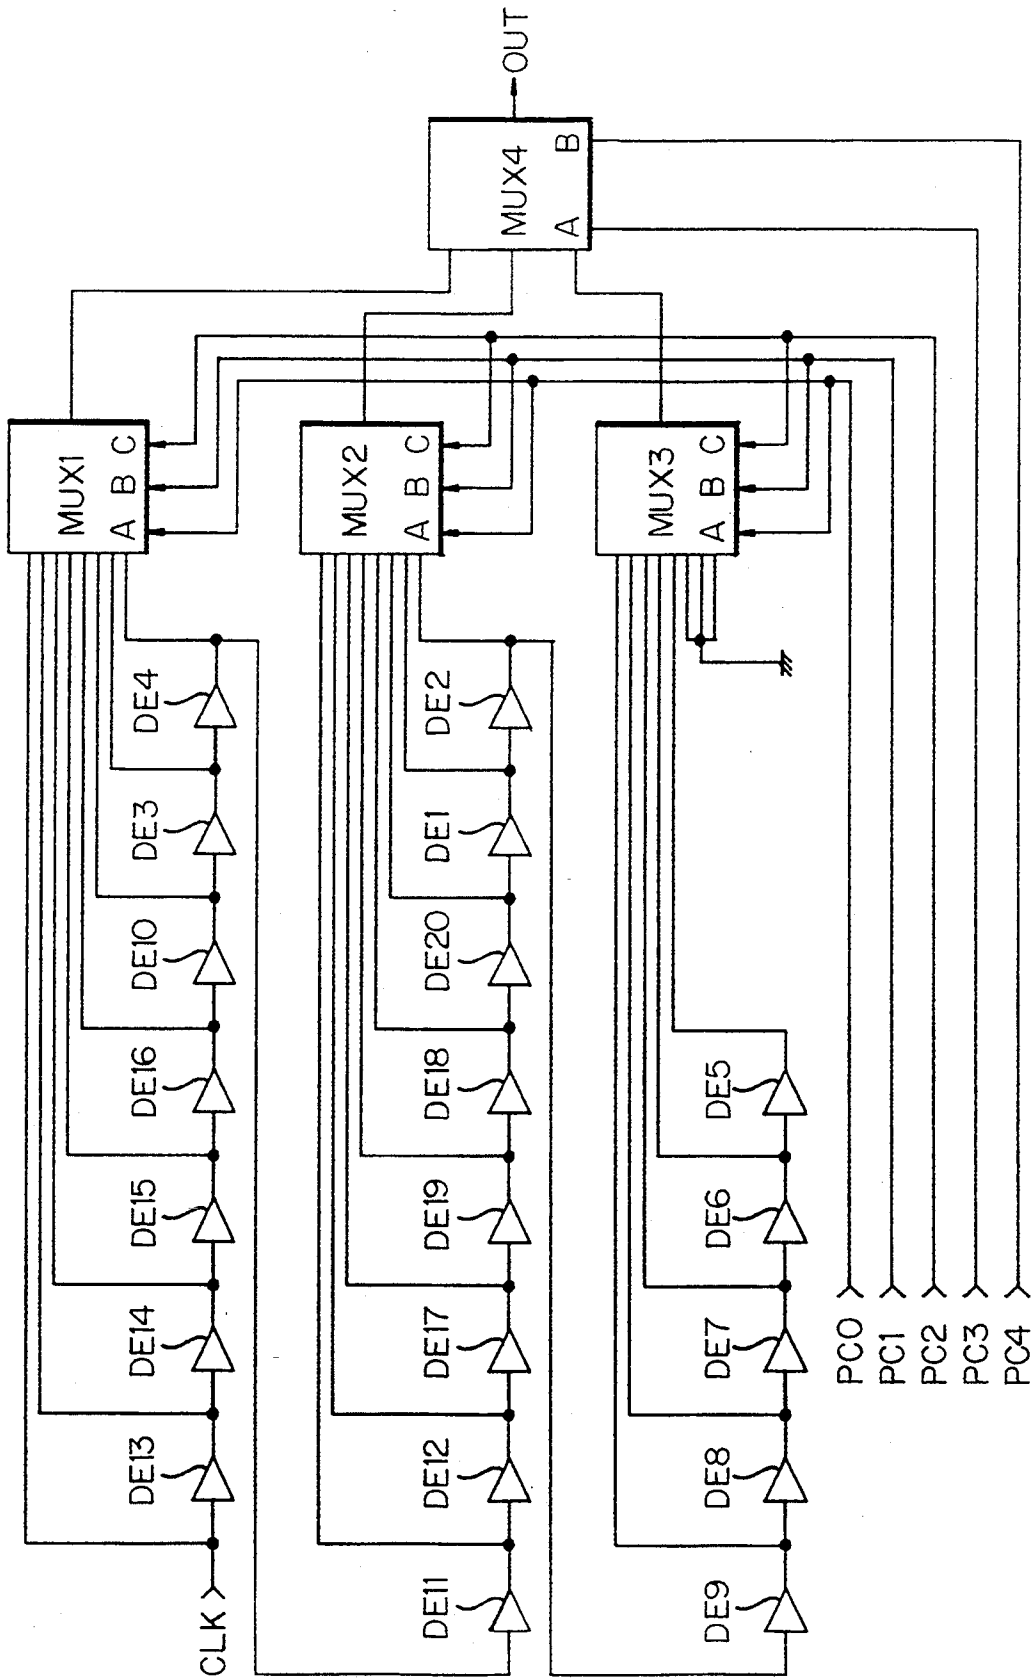 OUT
MUX4
A B
MUX1
A B C
MUX2
A B C
MUX3
A B C
CLK
DE13
DE14
DE15
DE16
DE10
DE3
DE4
DE11
DE12
DE17
DE19
DE18
DE20
DE1
DE2
DE9
DE8
DE7
DE6
DE5
PC0
PC1
PC2
PC3
PC4